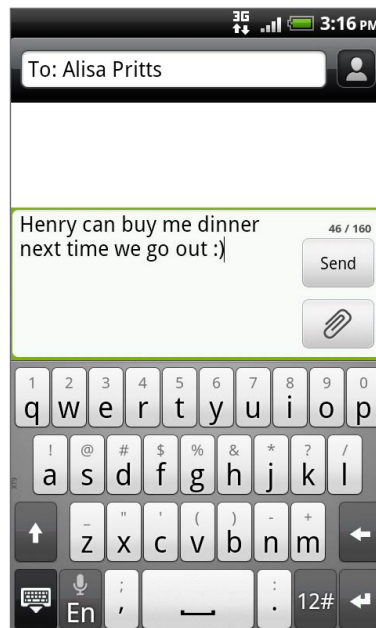 3G 3:16 PM
To: Alisa Pritts
Henry can buy me dinner
next time we go out :)
46 / 160
Send
1 2 3 4 5 6 7 8 9 0
q w e r t y u i o p
! @ # $ % & * ? /
a s d f g h j k l
_ " ' ( ) - +
z x c v b n m
; :
En , . 12#